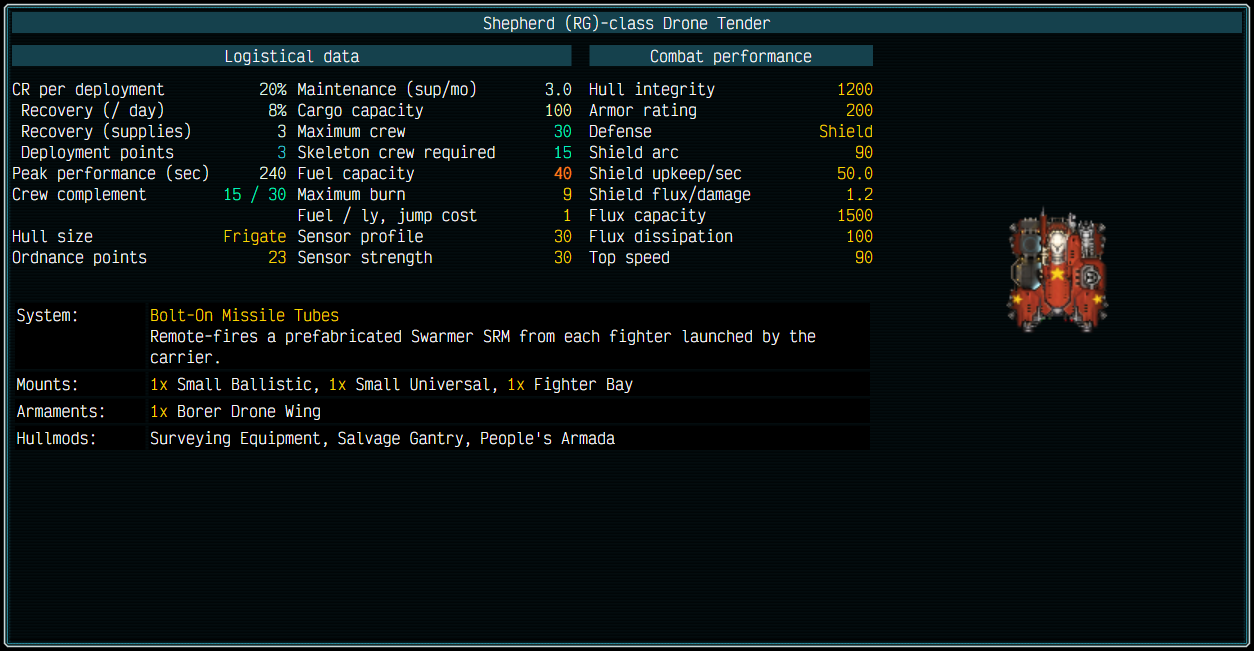 Shepherd (RG)-class Drone Tender
Logistical data Combat performance
CR per deployment 20% Maintenance (sup/mo) 3.0 Hull integrity 1200
Recovery (/ day) 8% Cargo capacity 100 Armor rating 200
Recovery (supplies) 3 Maximum crew 30 Defense Shield
Deployment points 3 Skeleton crew required 15 Shield arc 90
Peak performance (sec) 240 Fuel capacity 40 Shield upkeep/sec 50.0
Crew complement 15 / 30 Maximum burn 9 Shield flux/damage 1.2
Fuel / ly, jump cost 1 Flux capacity 1500
Hull size Frigate Sensor profile 30 Flux dissipation 100
Ordnance points 23 Sensor strength 30 Top speed 90
System: Bolt-On Missile Tubes
Remote-fires a prefabricated Swarmer SRM from each fighter launched by the
carrier.
Mounts: 1x Small Ballistic, 1x Small Universal, 1x Fighter Bay
Armaments: 1x Borer Drone Wing
Hullmods: Surveying Equipment, Salvage Gantry, People's Armada